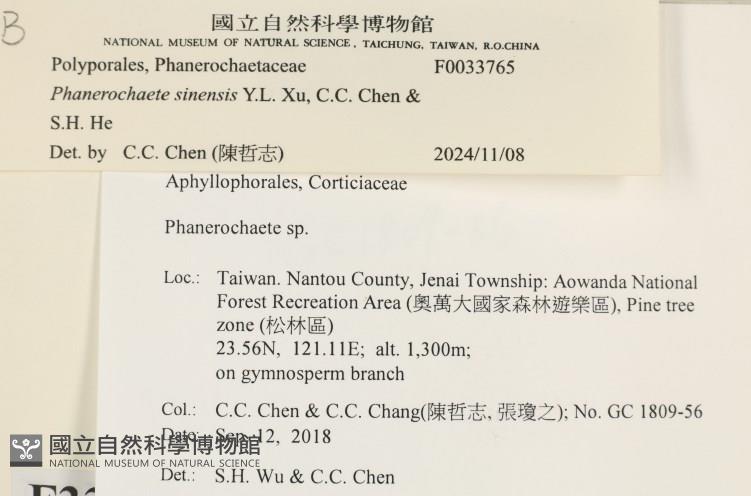 B
國立自然科學博物館
NATIONAL MUSEUM OF NATURAL SCIENCE, TAICHUNG, TAIWAN, R.O.CHINA
Polyporales, Phanerochaetaceae F0033765
Phanerochaete sinensis Y.L. Xu, C.C. Chen &
S.H. He
Det. by C.C. Chen (陳哲志) 2024/11/08
Aphyllophorales, Corticiaceae
Phanerochaete sp.
Loc.: Taiwan. Nantou County, Jenai Township: Aowanda National
Forest Recreation Area (奧萬大國家森林遊樂區), Pine tree
zone (松林區)
23.56N, 121.11E; alt. 1,300m;
on gymnosperm branch
Col.: C.C. Chen & C.C. Chang(陳哲志, 張瓊之); No. GC 1809-56
Date: Sep. 12, 2018
國立自然科學博物館
NATIONAL MUSEUM OF NATURAL SCIENCE
Det.: S.H. Wu & C.C. Chen